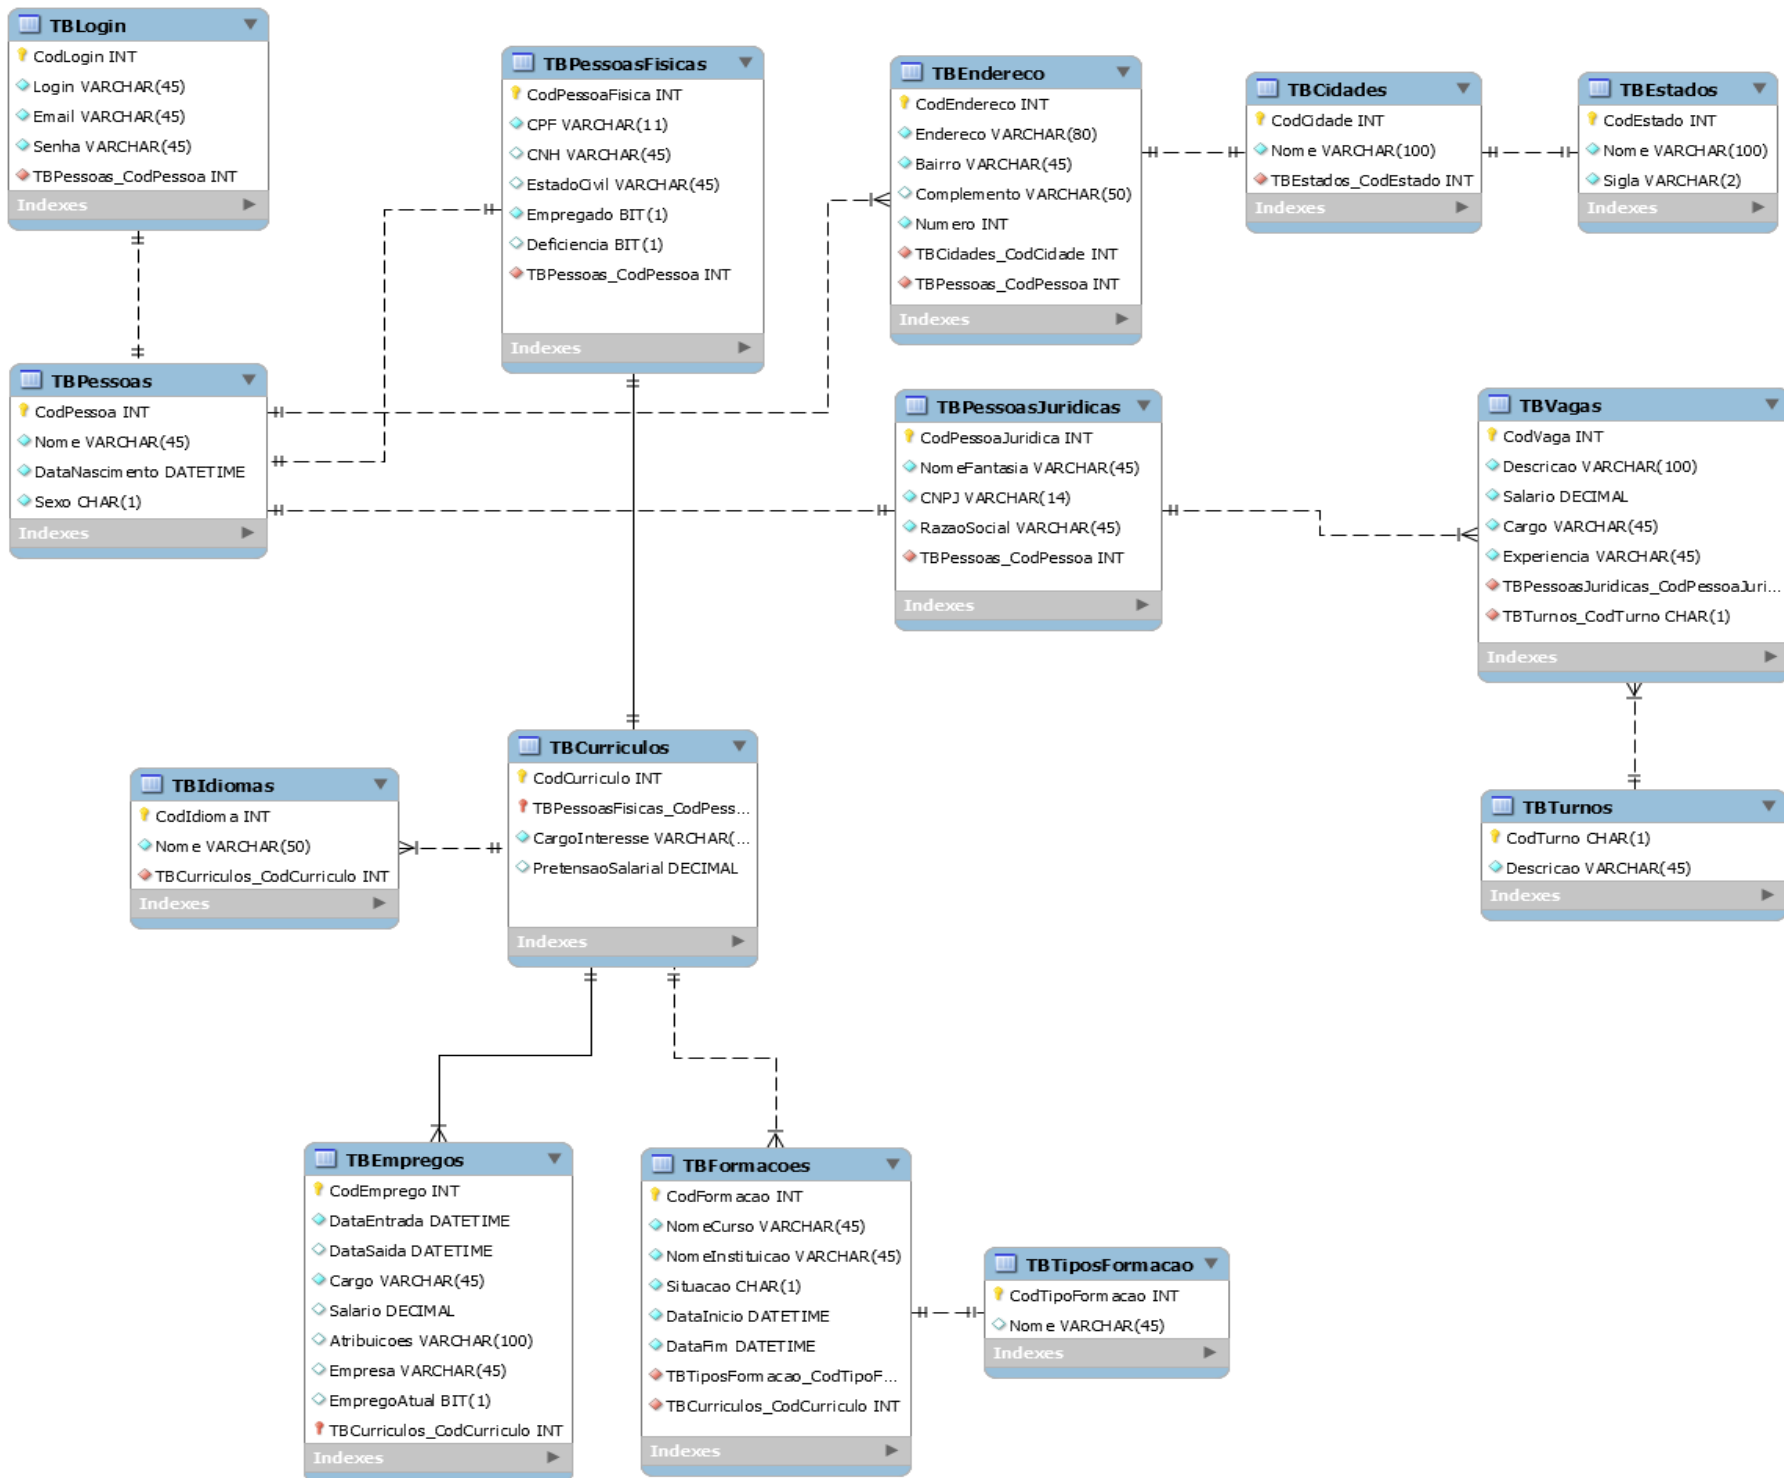 TBLogin
CodLogin INT
Login VARCHAR(45)
Email VARCHAR(45)
Senha VARCHAR(45)
TBPessoas_CodPessoa INT
Indexes
TBPessoasFisicas
CodPessoaFisica INT
CPF VARCHAR(11)
CNH VARCHAR(45)
EstadoCivil VARCHAR(45)
Empregado BIT(1)
Deficiencia BIT(1)
TBPessoas_CodPessoa INT
Indexes
TBEndereco
CodEndereco INT
Endereco VARCHAR(80)
Bairro VARCHAR(45)
Complemento VARCHAR(50)
Numero INT
TBCidades_CodCidade INT
TBPessoas_CodPessoa INT
Indexes
TBCidades
CodCidade INT
Nome VARCHAR(100)
TBEstados_CodEstado INT
Indexes
TBEstados
CodEstado INT
Nome VARCHAR(100)
Sigla VARCHAR(2)
Indexes
TBPessoas
CodPessoa INT
Nome VARCHAR(45)
DataNascimento DATETIME
Sexo CHAR(1)
Indexes
TBPessoasJuridicas
CodPessoaJuridica INT
NomeFantasia VARCHAR(45)
CNPJ VARCHAR(14)
RazaoSocial VARCHAR(45)
TBPessoas_CodPessoa INT
Indexes
TBVagas
CodVaga INT
Descricao VARCHAR(100)
Salario DECIMAL
Cargo VARCHAR(45)
Experiencia VARCHAR(45)
TBPessoasJuridicas_CodPessoaJuri...
TBTurnos_CodTurno CHAR(1)
Indexes
TBCurriculos
CodCurriculo INT
TBPessoasFisicas_CodPess...
CargoInteresse VARCHAR(...
PretensaoSalarial DECIMAL
Indexes
TBIdiomas
CodIdioma INT
Nome VARCHAR(50)
TBCurriculos_CodCurriculo INT
Indexes
TBTurnos
CodTurno CHAR(1)
Descricao VARCHAR(45)
Indexes
TBEmpregos
CodEmprego INT
DataEntrada DATETIME
DataSaida DATETIME
Cargo VARCHAR(45)
Salario DECIMAL
Atribuicoes VARCHAR(100)
Empresa VARCHAR(45)
EmpregoAtual BIT(1)
TBCurriculos_CodCurriculo INT
Indexes
TBFormacoes
CodFormacao INT
NomeCurso VARCHAR(45)
NomeInstituicao VARCHAR(45)
Situacao CHAR(1)
DataInicio DATETIME
DataFim DATETIME
TBTiposFormacao_CodTipoF...
TBCurriculos_CodCurriculo INT
Indexes
TBTiposFormacao
CodTipoFormacao INT
Nome VARCHAR(45)
Indexes